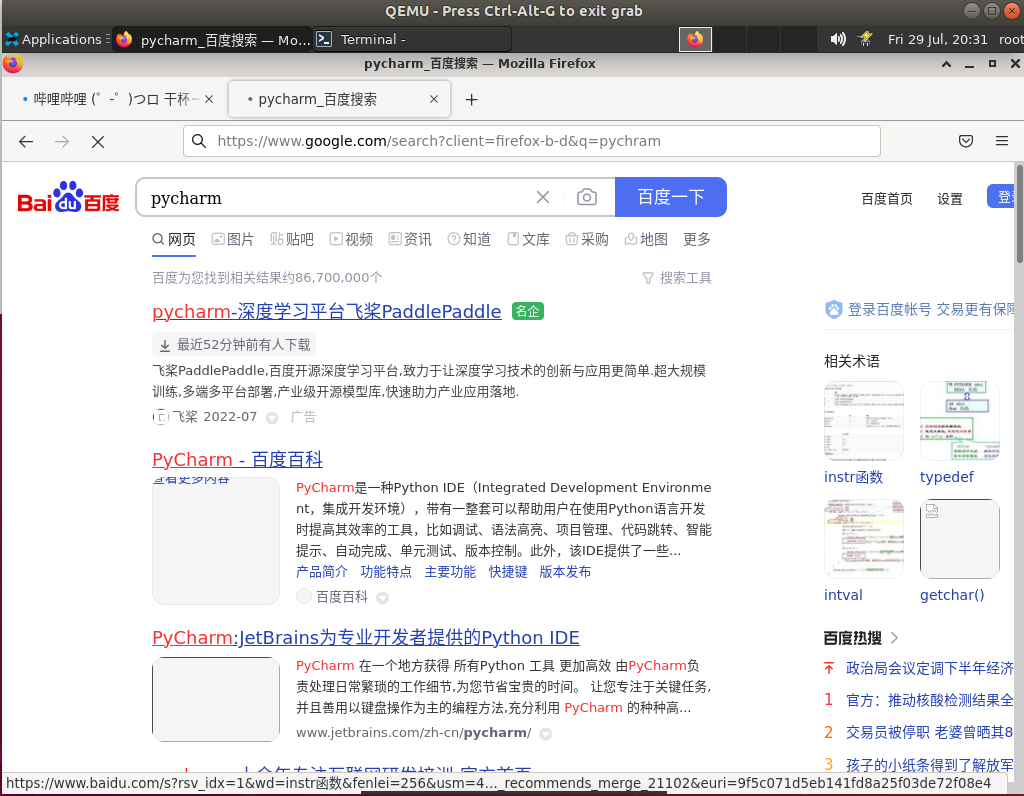 QEMU - Press Ctrl-Alt-G to exit grab
Applications
pycharm_百度搜索 — Mo...
Terminal -
Fri 29 Jul, 20:31
root
pycharm_百度搜索 — Mozilla Firefox
哔哩哔哩 (゜-゜)つロ 干杯~
pycharm_百度搜索
https://www.google.com/search?client=firefox-b-d&q=pychram
Bai du 百度
pycharm
百度一下
百度首页
设置
登
网页
图片
贴吧
视频
资讯
知道
文库
采购
地图
更多
百度为您找到相关结果约86,700,000个
搜索工具
pycharm-深度学习平台飞桨PaddlePaddle
名企
最近52分钟前有人下载
飞桨PaddlePaddle,百度开源深度学习平台,致力于让深度学习技术的创新与应用更简单.超大规模
训练,多端多平台部署,产业级开源模型库,快速助力产业应用落地.
飞桨 2022-07
广告
PyCharm - 百度百科
查看更多内容
PyCharm是一种Python IDE（Integrated Development Environme
nt，集成开发环境），带有一整套可以帮助用户在使用Python语言开发
时提高其效率的工具，比如调试、语法高亮、项目管理、代码跳转、智能
提示、自动完成、单元测试、版本控制。此外，该IDE提供了一些...
产品简介 功能特点 主要功能 快捷键 版本发布
百度百科
PyCharm:JetBrains为专业开发者提供的Python IDE
PyCharm 在一个地方获得 所有Python 工具 更加高效 由PyCharm负
责处理日常繁琐的工作细节,为您节省宝贵的时间。 让您专注于关键任务,
并且善用以键盘操作为主的编程方法,充分利用 PyCharm 的种种高...
www.jetbrains.com/zh-cn/pycharm/
登录百度帐号 交易更有保障
相关术语
instr函数
typedef
intval
getchar()
百度热搜
政治局会议定调下半年经济
1 官方：推动核酸检测结果全
2 交易员被停职 老婆曾晒其8
3 孩子的小纸条得到了解放军
https://www.baidu.com/s?rsv_idx=1&wd=instr函数&fenlei=256&usm=4..._recommends_merge_21102&euri=9f5c071d5eb141fd8a25f03de72f08e4